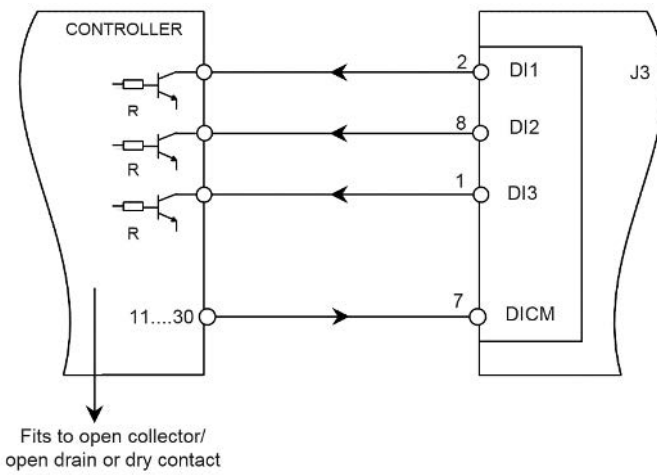 CONTROLLER
2
DI1
J3
R
8
DI2
R
1
DI3
R
11....30
7
DICM
Fits to open collector/
open drain or dry contact